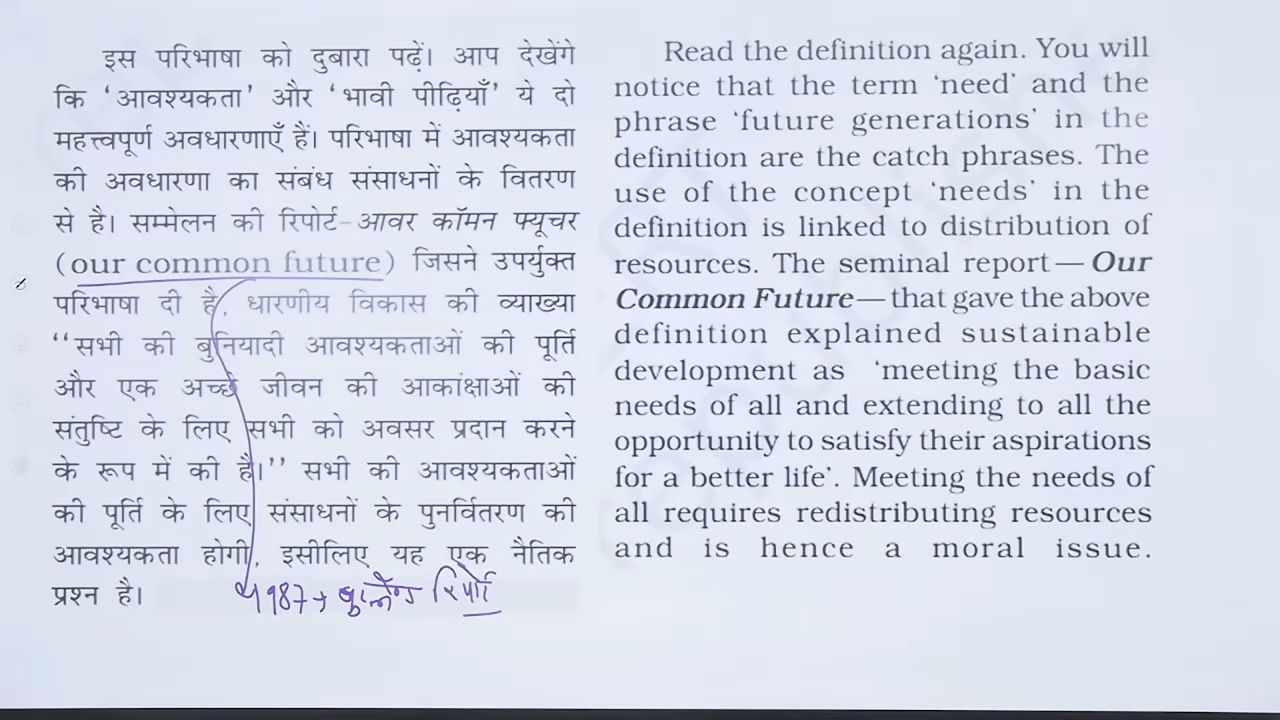 इस परिभाषा को दुबारा पढ़ें। आप देखेंगे
कि ‘आवश्यकता’ और ‘भावी पीढ़ियाँ’ ये दो
महत्त्वपूर्ण अवधारणाएँ हैं। परिभाषा में आवश्यकता
की अवधारणा का संबंध संसाधनों के वितरण
से है। सम्मेलन की रिपोर्ट-आवर कॉमन फ्यूचर
(our common future) जिसने उपर्युक्त
परिभाषा दी है, धारणीय विकास की व्याख्या
“सभी की बुनियादी आवश्यकताओं की पूर्ति
और एक अच्छे जीवन की आकांक्षाओं की
संतुष्टि के लिए सभी को अवसर प्रदान करने
के रूप में की है।” सभी की आवश्यकताओं
की पूर्ति के लिए संसाधनों के पुनर्वितरण की
आवश्यकता होगी, इसीलिए यह एक नैतिक
प्रश्न है।
1987
Read the definition again. You will
notice that the term ‘need’ and the
phrase ‘future generations’ in the
definition are the catch phrases. The
use of the concept ‘needs’ in the
definition is linked to distribution of
resources. The seminal report — Our
Common Future — that gave the above
definition explained sustainable
development as ‘meeting the basic
needs of all and extending to all the
opportunity to satisfy their aspirations
for a better life’. Meeting the needs of
all requires redistributing resources
and is hence a moral issue.